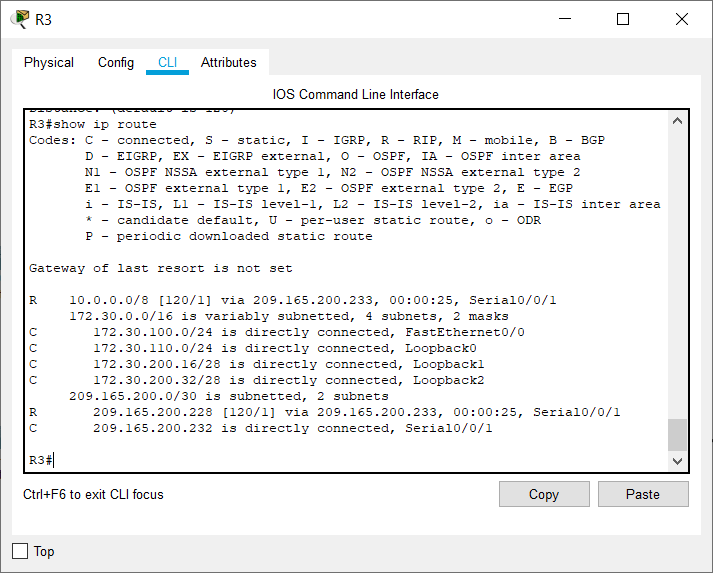 R3
Physical Config CLI Attributes
IOS Command Line Interface
R3#show ip route
Codes: C - connected, S - static, I - IGRP, R - RIP, M - mobile, B - BGP
D - EIGRP, EX - EIGRP external, O - OSPF, IA - OSPF inter area
N1 - OSPF NSSA external type 1, N2 - OSPF NSSA external type 2
E1 - OSPF external type 1, E2 - OSPF external type 2, E - EGP
i - IS-IS, L1 - IS-IS level-1, L2 - IS-IS level-2, ia - IS-IS inter area
* - candidate default, U - per-user static route, o - ODR
P - periodic downloaded static route
Gateway of last resort is not set
R 10.0.0.0/8 [120/1] via 209.165.200.233, 00:00:25, Serial0/0/1
172.30.0.0/16 is variably subnetted, 4 subnets, 2 masks
C 172.30.100.0/24 is directly connected, FastEthernet0/0
C 172.30.110.0/24 is directly connected, Loopback0
C 172.30.200.16/28 is directly connected, Loopback1
C 172.30.200.32/28 is directly connected, Loopback2
209.165.200.0/30 is subnetted, 2 subnets
R 209.165.200.228 [120/1] via 209.165.200.233, 00:00:25, Serial0/0/1
C 209.165.200.232 is directly connected, Serial0/0/1
R3#
Ctrl+F6 to exit CLI focus
Copy Paste
Top